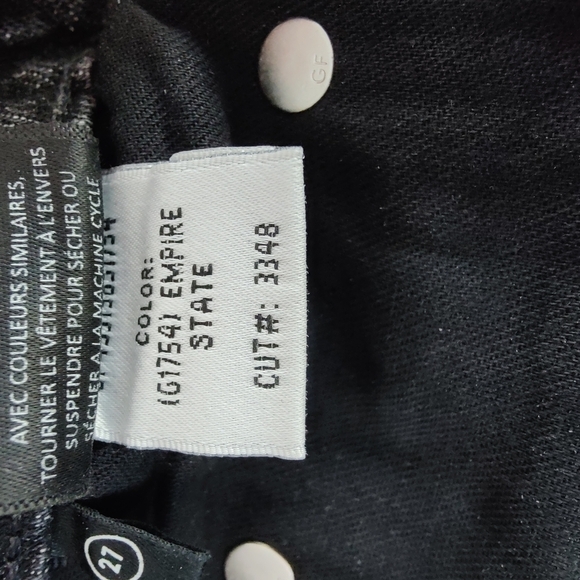 AVEC COULEURS SIMILAIRES,
TOURNER LE VÊTEMENT À L'ENVERS
SUSPENDRE POUR SÉCHER OU
SÉCHER A LA MACHINE CYCLE
COLOR:
(G1754) EMPIRE
STATE
CUT#: 3348
GF
27